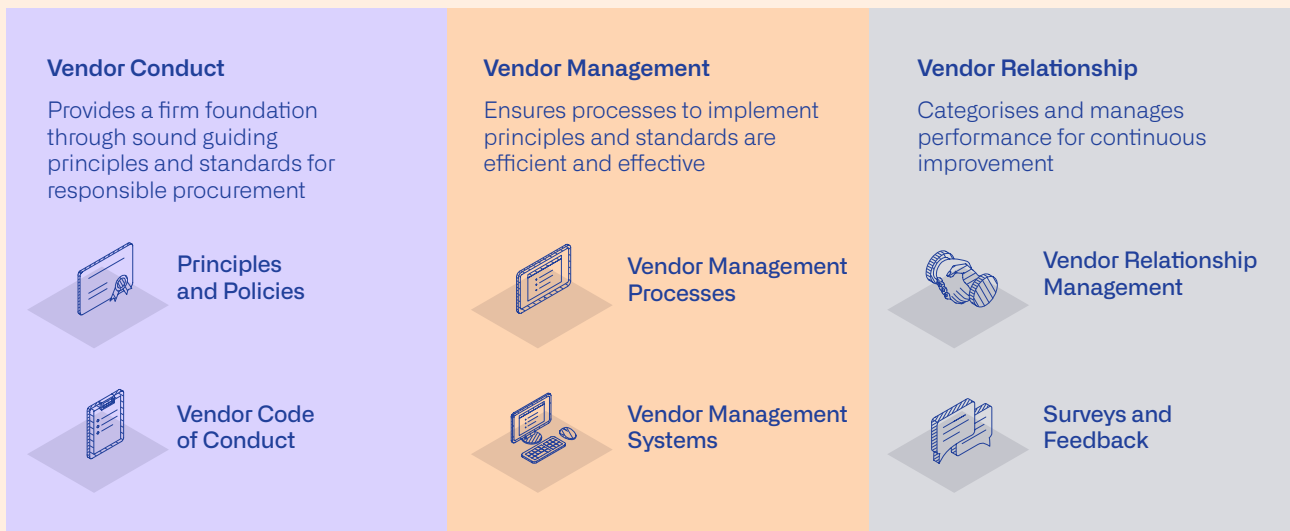 Vendor Conduct
Provides a firm foundation
through sound guiding
principles and standards for
responsible procurement
Principles
and Policies
Vendor Code
of Conduct
Vendor Management
Ensures processes to implement
principles and standards are
efficient and effective
Vendor Management
Processes
Vendor Management
Systems
Vendor Relationship
Categorises and manages
performance for continuous
improvement
Vendor Relationship
Management
Surveys and
Feedback